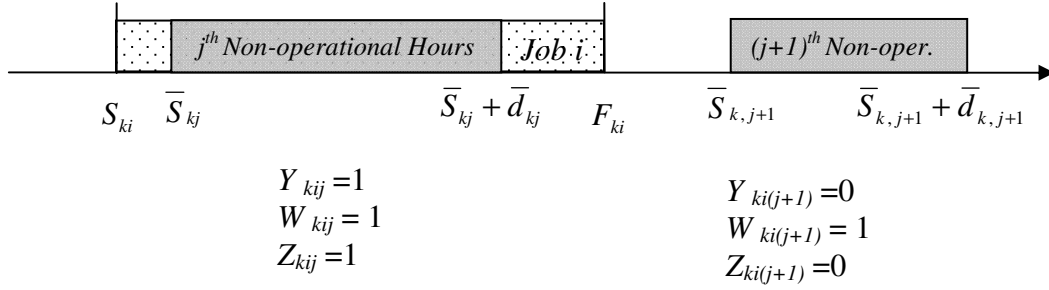 jth Non-operational Hours Job i (j+1)th Non-oper.
S_ki S̅_kj S̅_kj + d̅_kj F_ki S̅_k,j+1 S̅_k,j+1 + d̅_k,j+1
Y_kij =1
W_kij = 1
Z_kij =1
Y_ki(j+1) =0
W_ki(j+1) = 1
Z_ki(j+1) =0